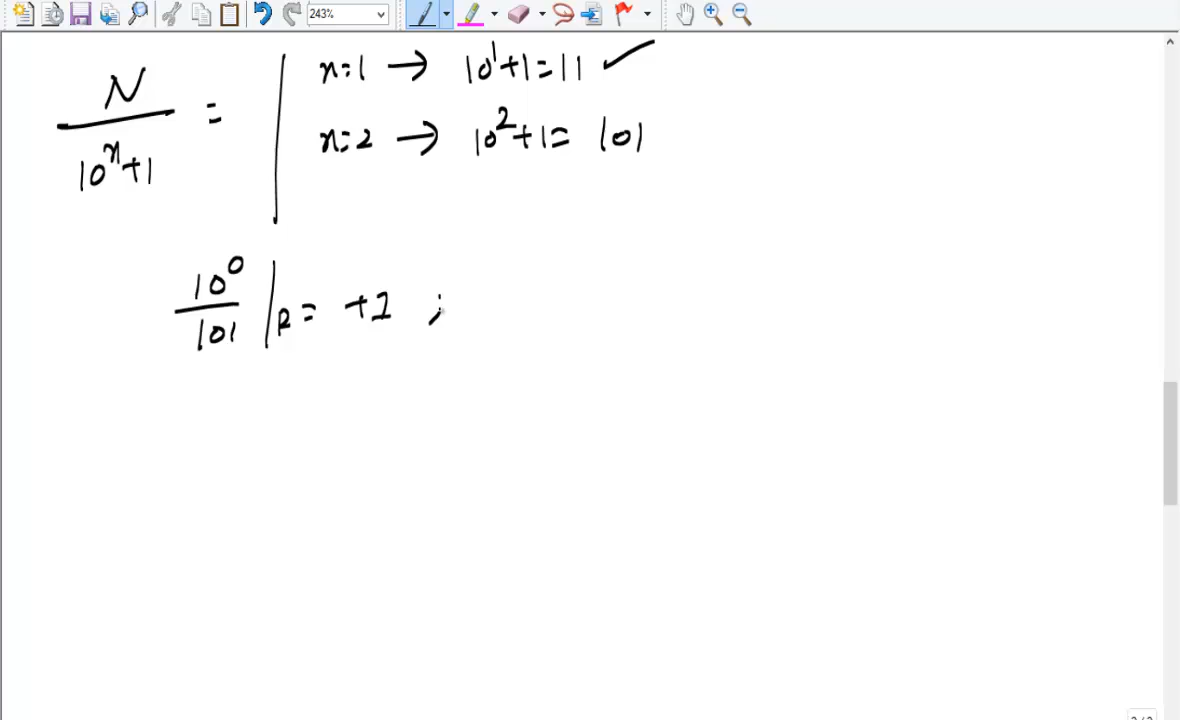 243%
N / 10^n+1 = | n=1 → 10^1+1=11 ✓
n=2 → 10^2+1= 101
10^0 / 101 | R = +1 ;